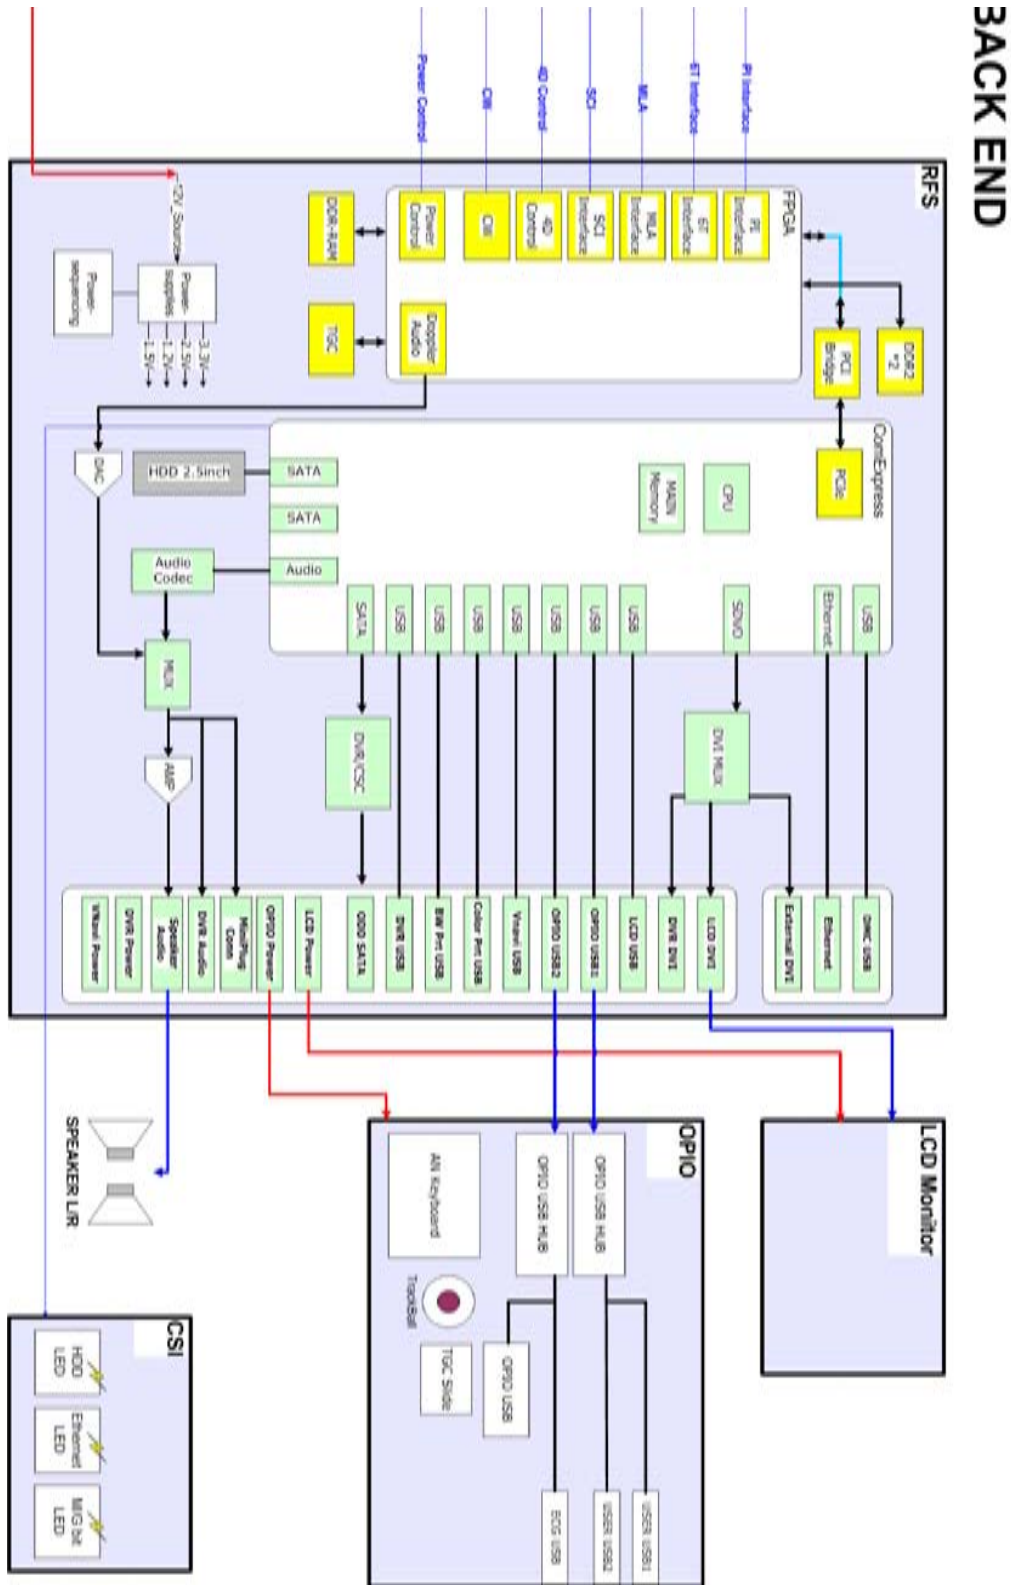 BACK END
PI Interface
6T Interface
MLA
SCI
4D Control
CW
Power Control
RFS
FPGA
PI
Interface
6T
Interface
MLA
Interface
SCI
Interface
4D
Control
CW
Power
Control
Doppler
Audio
DDR-RAM
TGC
DDR2
*2
PCI
Bridge
12V_Source
Power-
supplies
Power-
sequencing
3.3V
2.5V
1.2V
1.5V
ComExpress
PCIe
CPU
MAIN
Memory
SATA
SATA
Audio
HDD 2.5inch
Audio
Codec
DAC
USB
Ethernet
SDVO
USB
USB
USB
USB
USB
USB
USB
SATA
MUX
AMP
DVI MUX
DVR/CSC
DMC USB
Ethernet
External DVI
LCD DVI
DVR DVI
LCD USB
OPIO USB1
OPIO USB2
Vnavi USB
Color Prt USB
BW Prt USB
DVR USB
ODD SATA
LCD Power
OPIO Power
MiniPlug
Conn
DVR Audio
Speaker
Audio
DVR Power
VNavi Power
LCD Monitor
OPIO
OPIO USB HUB
OPIO USB HUB
AN Keyboard
TrackBall
TGC Slide
OPIO USB
USER USB1
USER USB2
ECG USB
SPEAKER L/R
CSI
HDD
LED
Ethernet
LED
M/G bit
LED